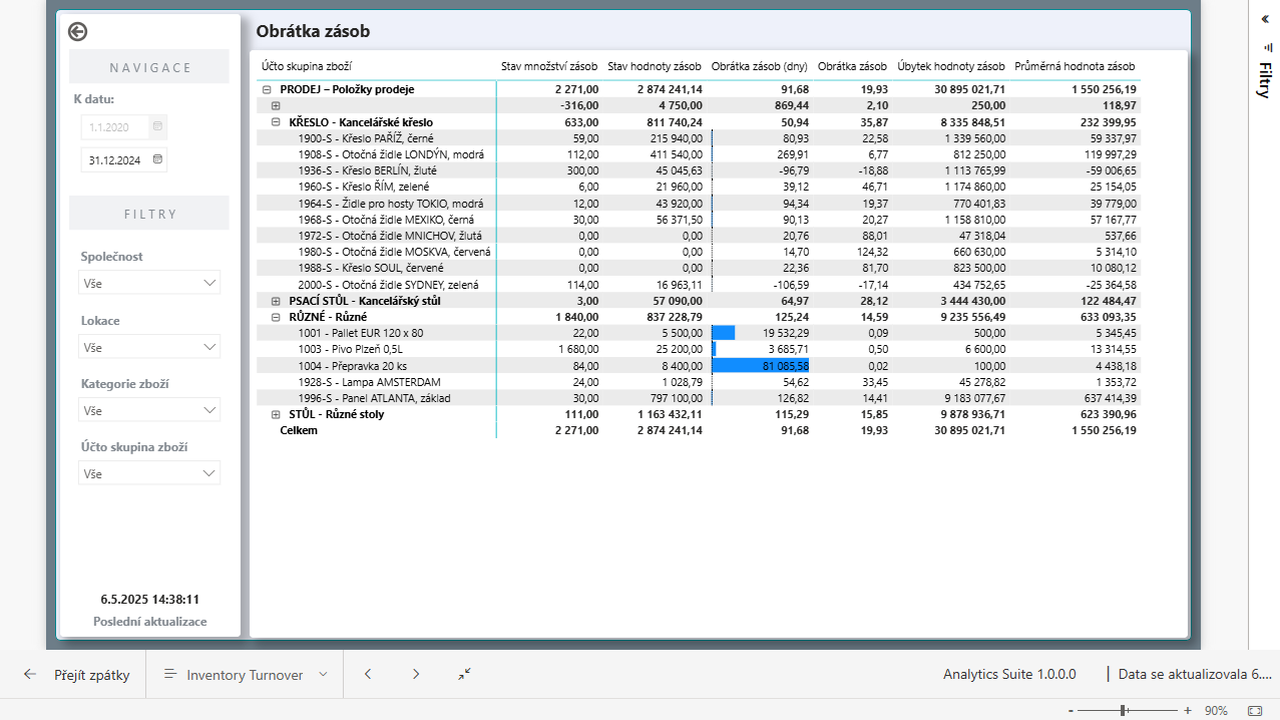 Obrátka zásob
NAVIGACE
K datu:
1.1.2020
31.12.2024
FILTRY
Společnost
Vše
Lokace
Vše
Kategorie zboží
Vše
Účto skupina zboží
Vše
6.5.2025 14:38:11
Poslední aktualizace
Účto skupina zboží Stav množství zásob Stav hodnoty zásob Obrátka zásob (dny) Obrátka zásob Úbytek hodnoty zásob Průměrná hodnota zásob
PRODEJ – Položky prodeje 2 271,00 2 874 241,14 91,68 19,93 30 895 021,71 1 550 256,19
-316,00 4 750,00 869,44 2,10 250,00 118,97
KŘESLO - Kancelářské křeslo 633,00 811 740,24 50,94 35,87 8 335 848,51 232 399,95
1900-S - Křeslo PAŘÍŽ, černé 59,00 215 940,00 80,93 22,58 1 339 560,00 59 337,97
1908-S - Otočná židle LONDÝN, modrá 112,00 411 540,00 269,91 6,77 812 250,00 119 997,29
1936-S - Křeslo BERLÍN, žluté 300,00 45 045,63 -96,79 -18,88 1 113 765,99 -59 006,65
1960-S - Křeslo ŘÍM, zelené 6,00 21 960,00 39,12 46,71 1 174 860,00 25 154,05
1964-S - Židle pro hosty TOKIO, modrá 12,00 43 920,00 94,34 19,37 770 401,83 39 779,00
1968-S - Otočná židle MEXIKO, černá 30,00 56 371,50 90,13 20,27 1 158 810,00 57 167,77
1972-S - Otočná židle MNICHOV, žlutá 0,00 0,00 20,76 88,01 47 318,04 537,66
1980-S - Otočná židle MOSKVA, červená 0,00 0,00 14,70 124,32 660 630,00 5 314,10
1988-S - Křeslo SOUL, červené 0,00 0,00 22,36 81,70 823 500,00 10 080,12
2000-S - Otočná židle SYDNEY, zelená 114,00 16 963,11 -106,59 -17,14 434 752,65 -25 364,58
PSACÍ STŮL - Kancelářský stůl 3,00 57 090,00 64,97 28,12 3 444 430,00 122 484,47
RŮZNÉ - Různé 1 840,00 837 228,79 125,24 14,59 9 235 556,49 633 093,35
1001 - Pallet EUR 120 x 80 22,00 5 500,00 19 532,29 0,09 500,00 5 345,45
1003 - Pivo Plzeň 0,5L 1 680,00 25 200,00 3 685,71 0,50 6 600,00 13 314,55
1004 - Přepravka 20 ks 84,00 8 400,00 81 085,58 0,02 100,00 4 438,18
1928-S - Lampa AMSTERDAM 24,00 1 028,79 54,62 33,45 45 278,82 1 353,72
1996-S - Panel ATLANTA, základ 30,00 797 100,00 126,82 14,41 9 183 077,67 637 414,39
STŮL - Různé stoly 111,00 1 163 432,11 115,29 15,85 9 878 936,71 623 390,96
Celkem 2 271,00 2 874 241,14 91,68 19,93 30 895 021,71 1 550 256,19
Filtry
Přejít zpátky
Inventory Turnover
Analytics Suite 1.0.0.0 | Data se aktualizovala 6....
- + 90%